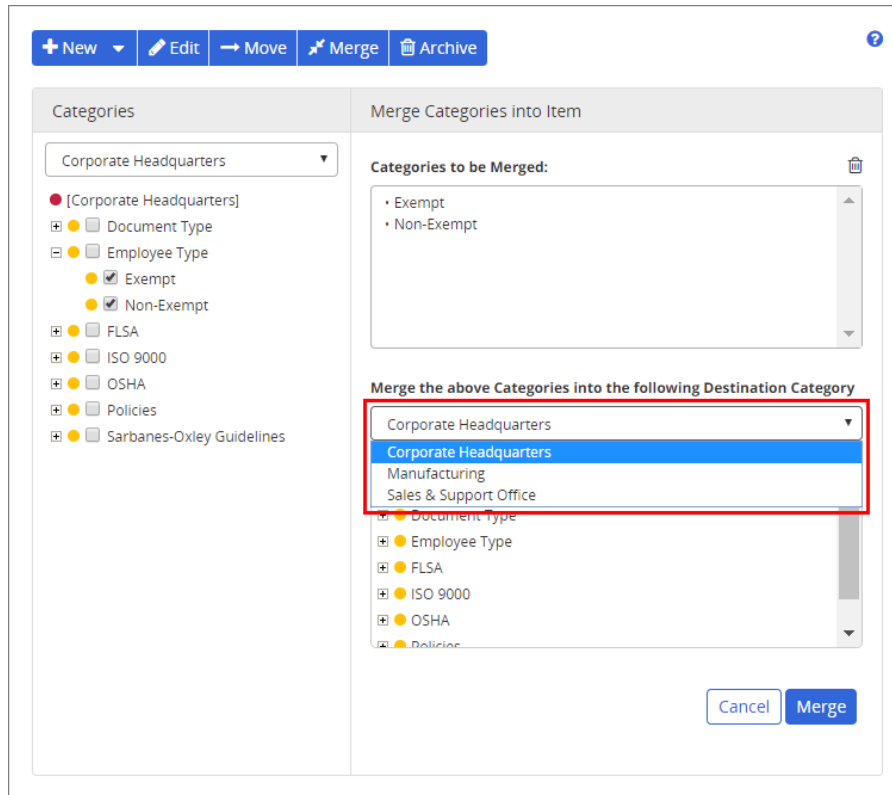 New Edit Move Merge Archive
Categories
Corporate Headquarters
[Corporate Headquarters]
Document Type
Employee Type
Exempt
Non-Exempt
FLSA
ISO 9000
OSHA
Policies
Sarbanes-Oxley Guidelines
Merge Categories into Item
Categories to be Merged:
• Exempt
• Non-Exempt
Merge the above Categories into the following Destination Category
Corporate Headquarters
Corporate Headquarters
Manufacturing
Sales & Support Office
Document Type
Employee Type
FLSA
ISO 9000
OSHA
Policies
Cancel Merge